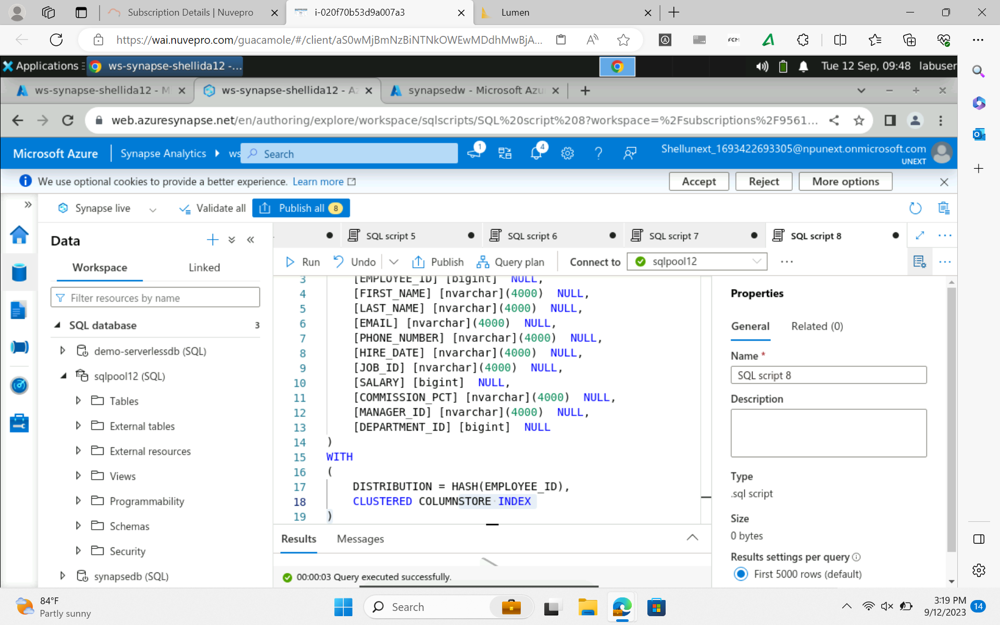 Subscription Details | Nuvepro
i-020f70b53d9a007a3
Lumen
https://wai.nuvepro.com/guacamole/#/client/aS0wMjBmNzBiNTNkOWEwMDdhMwBjA...
FCM
Applications
ws-synapse-shellida12 -...
Tue 12 Sep, 09:48 labuser
ws-synapse-shellida12 - M
ws-synapse-shellida12 - Az
synapsedw - Microsoft Azu
web.azuresynapse.net/en/authoring/explore/workspace/sqlscripts/SQL%20script%208?workspace=%2Fsubscriptions%2F9561...
Microsoft Azure
Synapse Analytics
ws
Search
1
4
Shellunext_1693422693305@npunext.onmicrosoft.com
UNEXT
We use optional cookies to provide a better experience. Learn more
Accept
Reject
More options
Synapse live
Validate all
Publish all 8
Data
Workspace
Linked
Filter resources by name
SQL database 3
demo-serverlessdb (SQL)
sqlpool12 (SQL)
Tables
External tables
External resources
Views
Programmability
Schemas
Security
synapsedb (SQL)
SQL script 5
SQL script 6
SQL script 7
SQL script 8
Run
Undo
Publish
Query plan
Connect to
sqlpool12
3 [EMPLOYEE_ID] [bigint] NULL,
4 [FIRST_NAME] [nvarchar](4000) NULL,
5 [LAST_NAME] [nvarchar](4000) NULL,
6 [EMAIL] [nvarchar](4000) NULL,
7 [PHONE_NUMBER] [nvarchar](4000) NULL,
8 [HIRE_DATE] [nvarchar](4000) NULL,
9 [JOB_ID] [nvarchar](4000) NULL,
10 [SALARY] [bigint] NULL,
11 [COMMISSION_PCT] [nvarchar](4000) NULL,
12 [MANAGER_ID] [nvarchar](4000) NULL,
13 [DEPARTMENT_ID] [bigint] NULL
14 )
15 WITH
16 (
17 DISTRIBUTION = HASH(EMPLOYEE_ID),
18 CLUSTERED COLUMNSTORE INDEX
19 )
Results
Messages
00:00:03 Query executed successfully.
Properties
General
Related (0)
Name *
SQL script 8
Description
Type
.sql script
Size
0 bytes
Results settings per query
First 5000 rows (default)
84°F
Partly sunny
Search
3:19 PM
9/12/2023
14